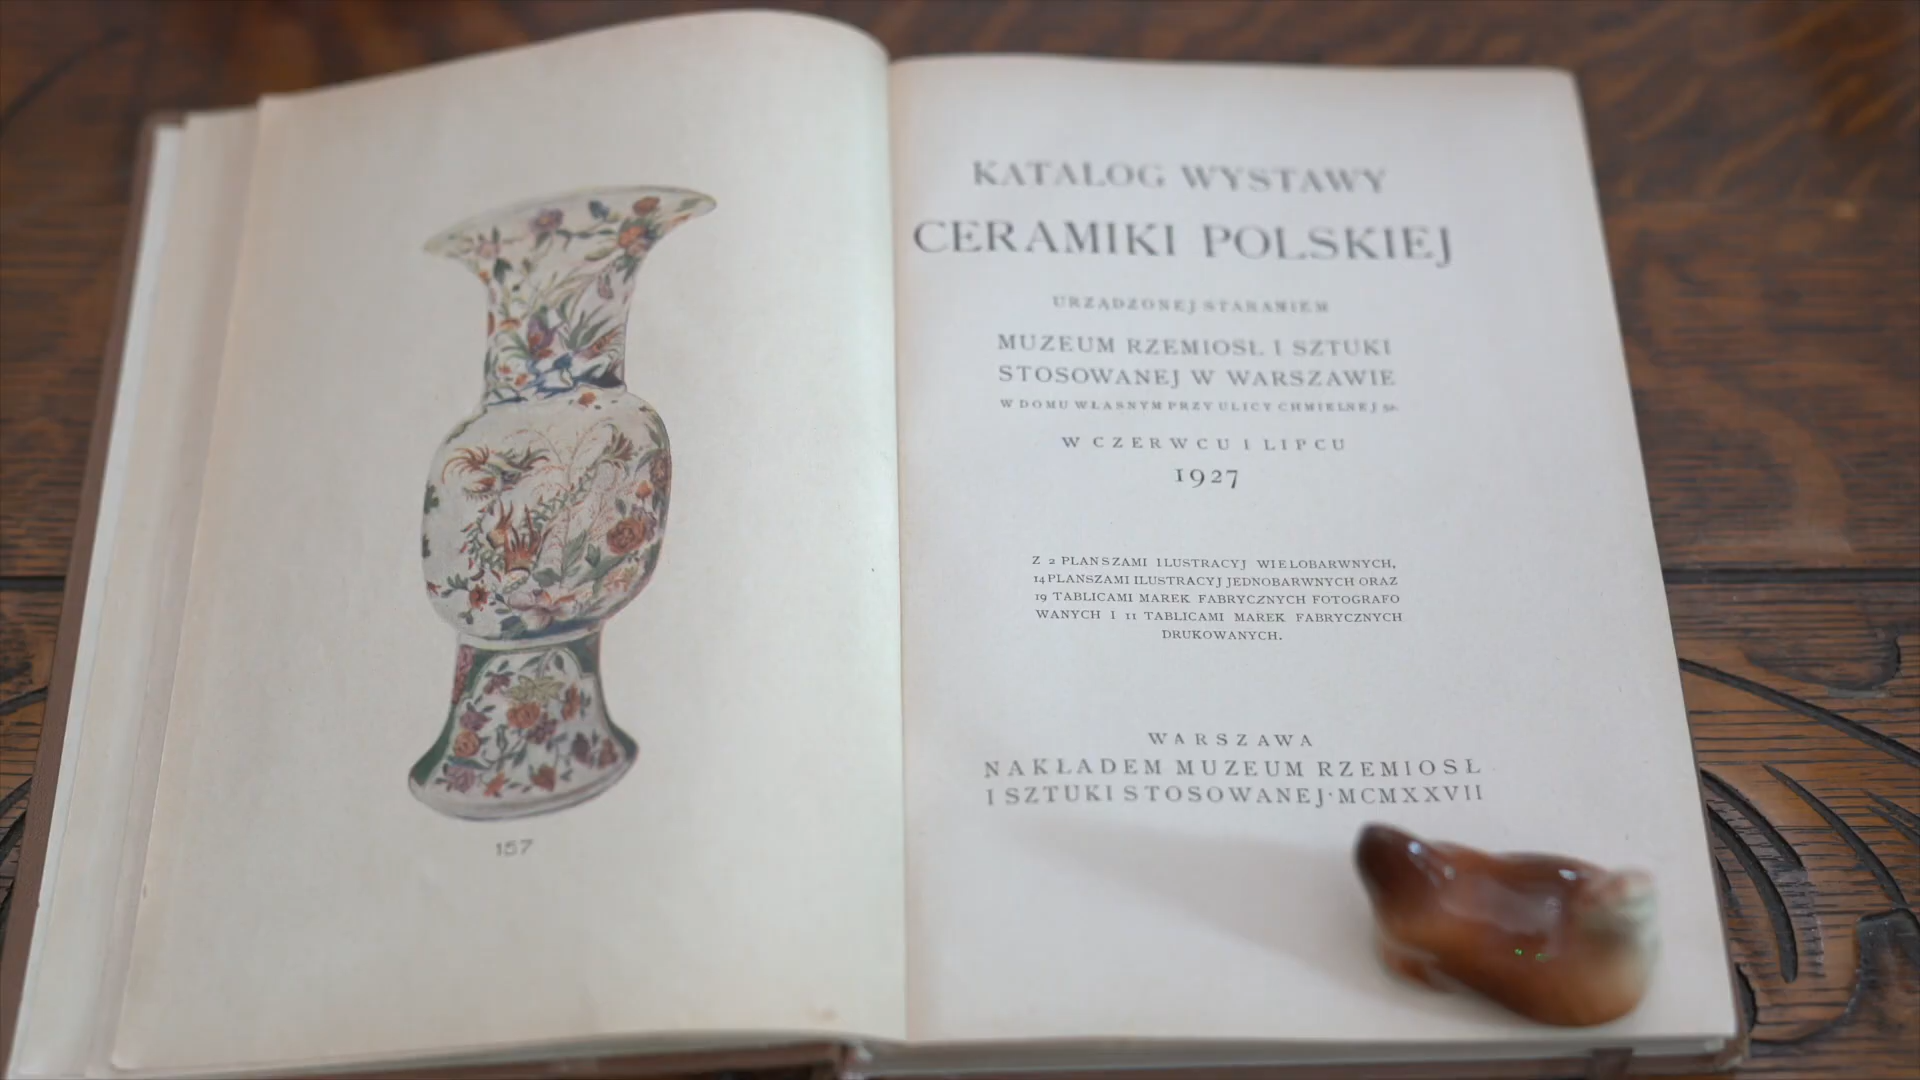 157
KATALOG WYSTAWY
CERAMIKI POLSKIEJ
URZĄDZONEJ STARANIEM
MUZEUM RZEMIOSŁ I SZTUKI
STOSOWANEJ W WARSZAWIE
W DOMU WŁASNYM PRZY ULICY CHMIELNEJ
W CZERWCU I LIPCU
1927
Z 2 PLANSZAMI ILUSTRACYJ WIELOBARWNYCH,
14 PLANSZAMI ILUSTRACYJ JEDNOBARWNYCH ORAZ
19 TABLICAMI MAREK FABRYCZNYCH FOTOGRAFO
WANYCH I 11 TABLICAMI MAREK FABRYCZNYCH
DRUKOWANYCH.
WARSZAWA
NAKŁADEM MUZEUM RZEMIOSŁ
I SZTUKI STOSOWANEJ·MCMXXVII